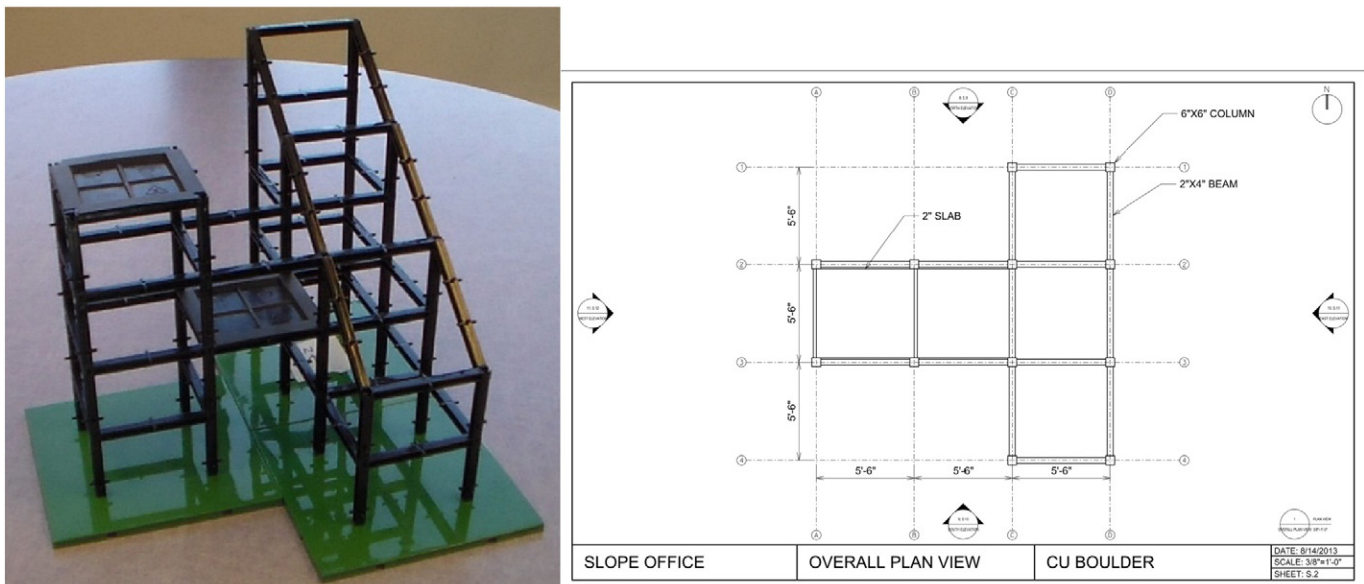 A B C D
N
6"X6" COLUMN
1 1
2"X4" BEAM
5'-6"
2" SLAB
2 2
5'-6"
3 3
5'-6"
4 4
5'-6" 5'-6" 5'-6"
A B C D
SLOPE OFFICE
OVERALL PLAN VIEW
CU BOULDER
DATE: 8/14/2013
SCALE: 3/8"=1'-0"
SHEET: S.2